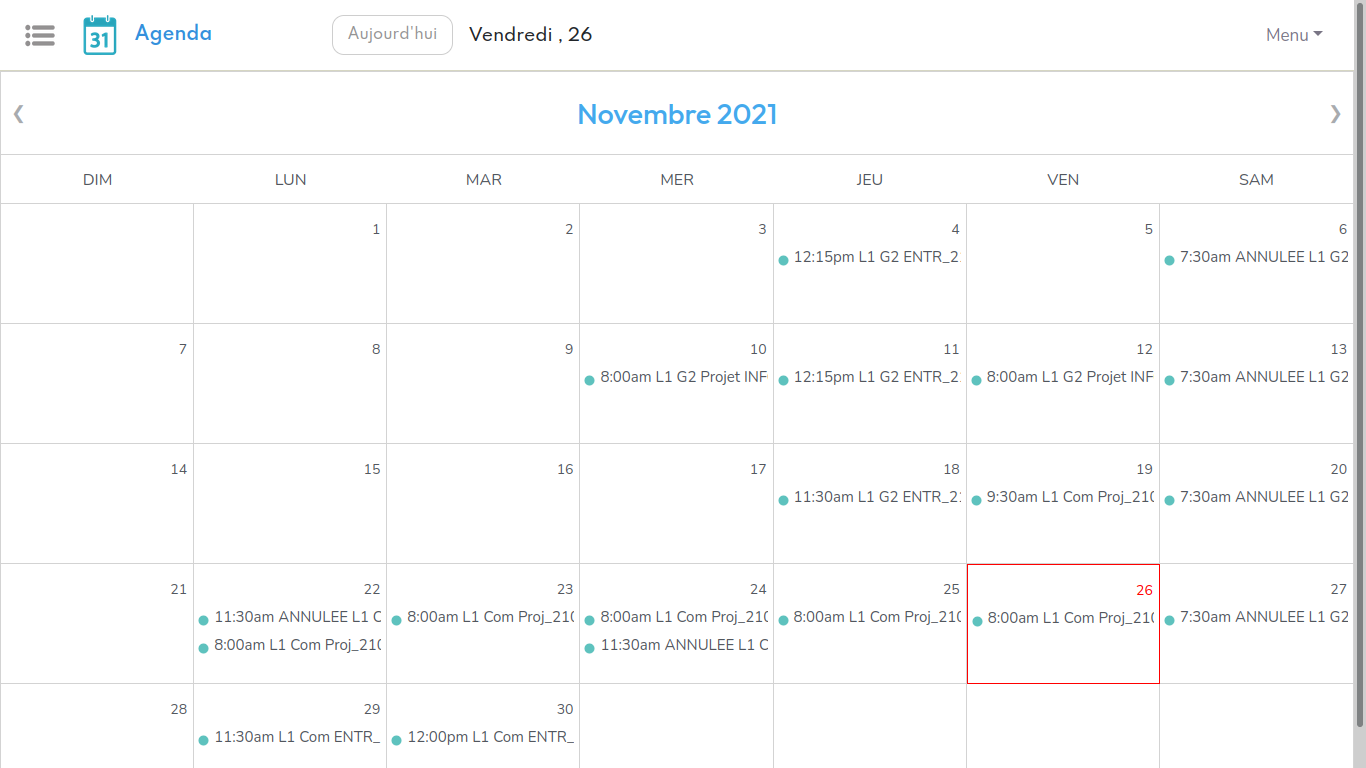 31 Agenda Aujourd'hui Vendredi , 26 Menu
❮ Novembre 2021 ❯
DIM LUN MAR MER JEU VEN SAM
1 2 3 4 5 6
12:15pm L1 G2 ENTR_2 7:30am ANNULEE L1 G2
7 8 9 10 11 12 13
8:00am L1 G2 Projet INF 12:15pm L1 G2 ENTR_2 8:00am L1 G2 Projet INF 7:30am ANNULEE L1 G2
14 15 16 17 18 19 20
11:30am L1 G2 ENTR_2 9:30am L1 Com Proj_210 7:30am ANNULEE L1 G2
21 22 23 24 25 26 27
11:30am ANNULEE L1 C 8:00am L1 Com Proj_210 8:00am L1 Com Proj_210 8:00am L1 Com Proj_210 8:00am L1 Com Proj_210 7:30am ANNULEE L1 G2
8:00am L1 Com Proj_210 11:30am ANNULEE L1 C
28 29 30
11:30am L1 Com ENTR_ 12:00pm L1 Com ENTR_